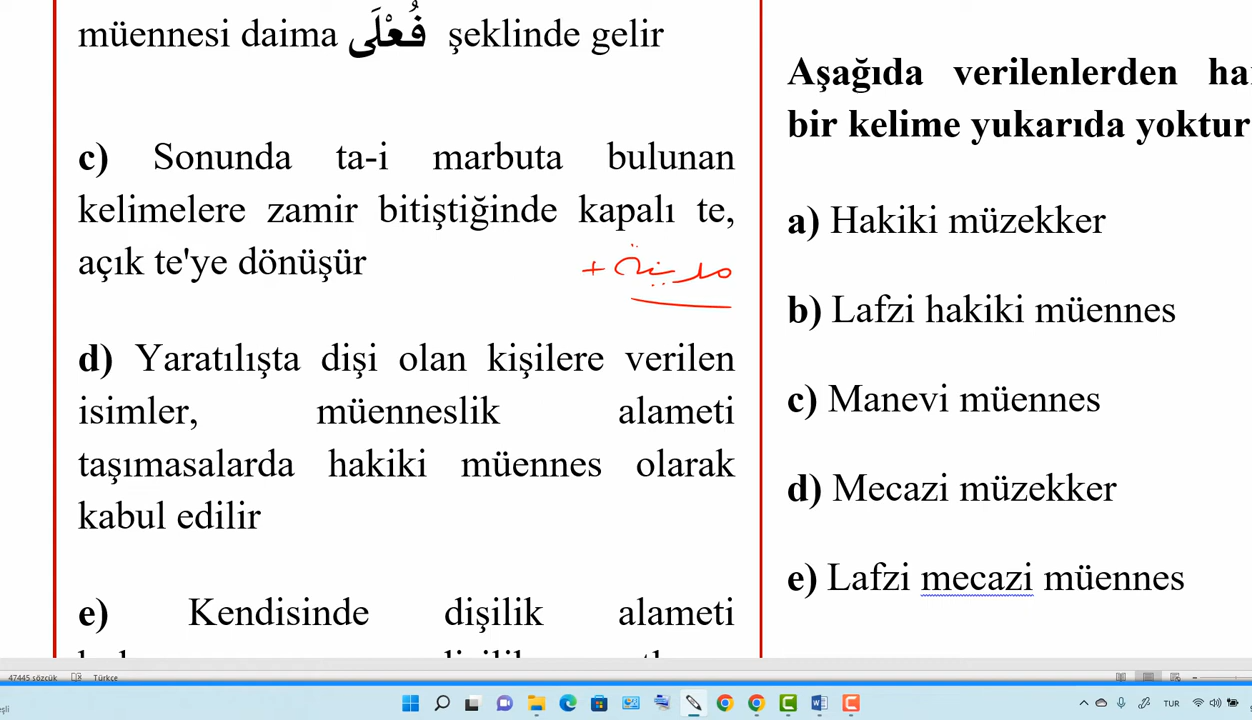 müennesi daima فُعْلَى şeklinde gelir
c) Sonunda ta-i marbuta bulunan
kelimelere zamir bitiştiğinde kapalı te,
açık te'ye dönüşür
مدينة +
d) Yaratılışta dişi olan kişilere verilen
isimler, müenneslik alameti
taşımasalarda hakiki müennes olarak
kabul edilir
e) Kendisinde dişilik alameti
Aşağıda verilenlerden
bir kelime yukarıda yoktur
a) Hakiki müzekker
b) Lafzi hakiki müennes
c) Manevi müennes
d) Mecazi müzekker
e) Lafzi mecazi müennes
47445 sözcük Türkçe
TUR